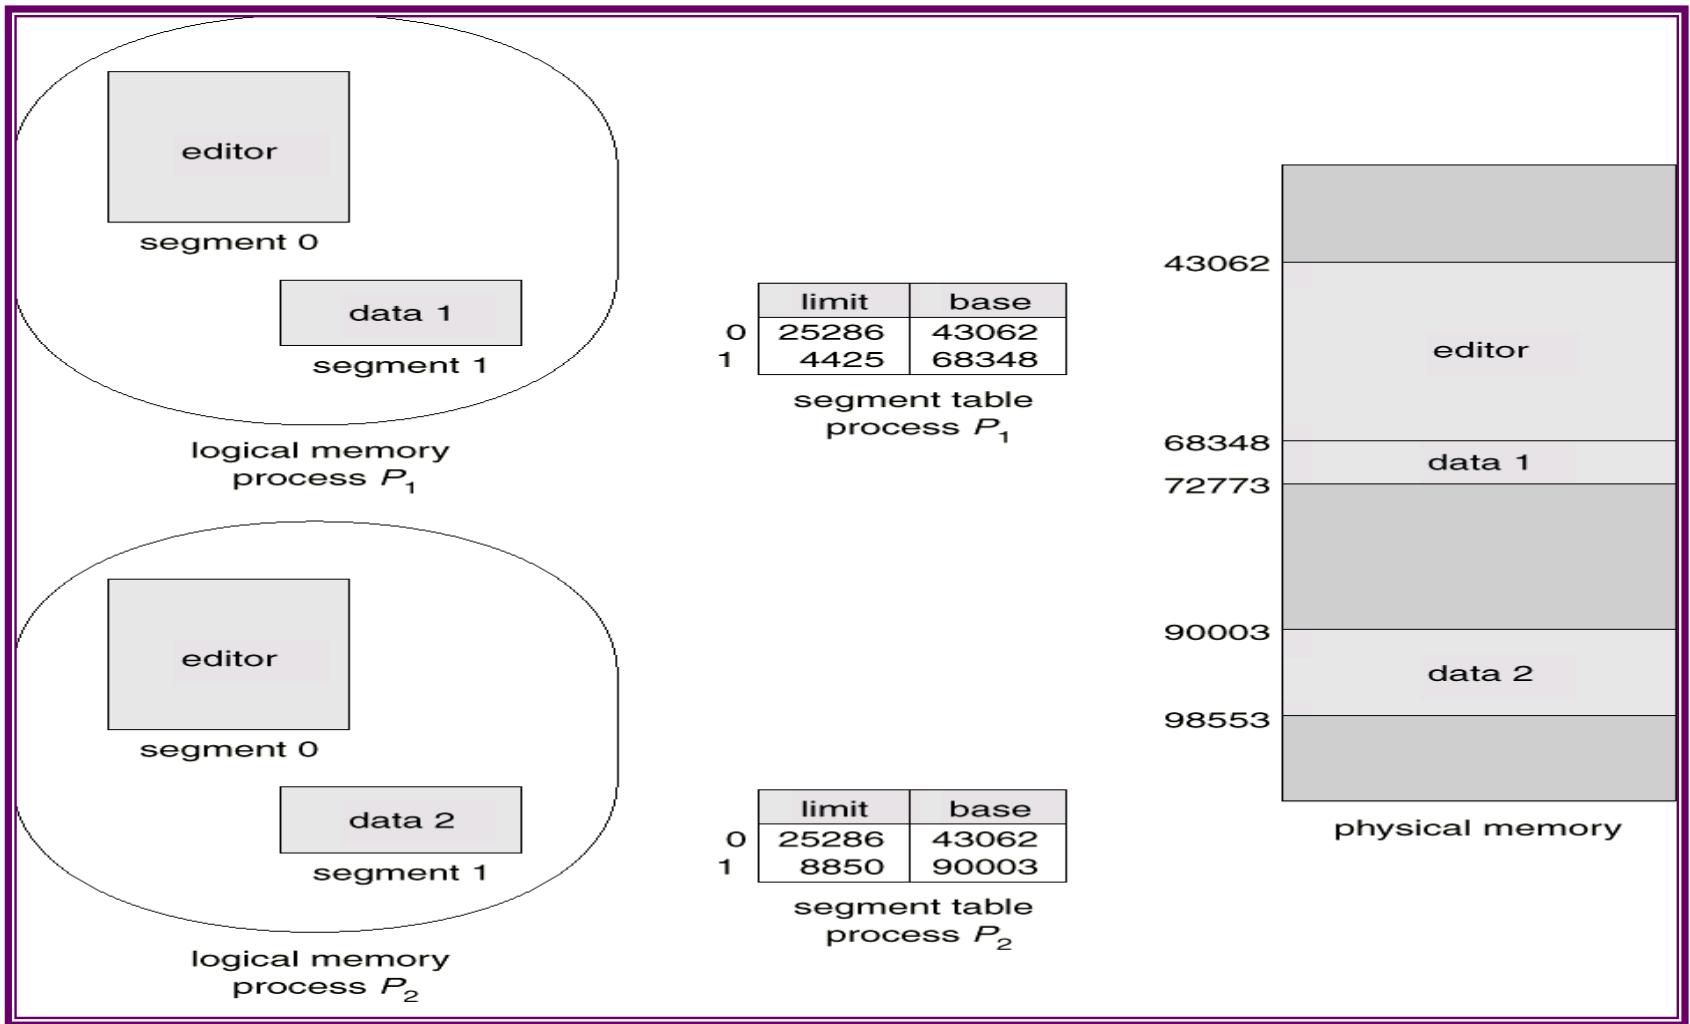 editor
segment 0
data 1
segment 1
logical memory
process P1
limit base
0 25286 43062
1 4425 68348
segment table
process P1
editor
segment 0
data 2
segment 1
logical memory
process P2
limit base
0 25286 43062
1 8850 90003
segment table
process P2
43062
editor
68348
data 1
72773
90003
data 2
98553
physical memory